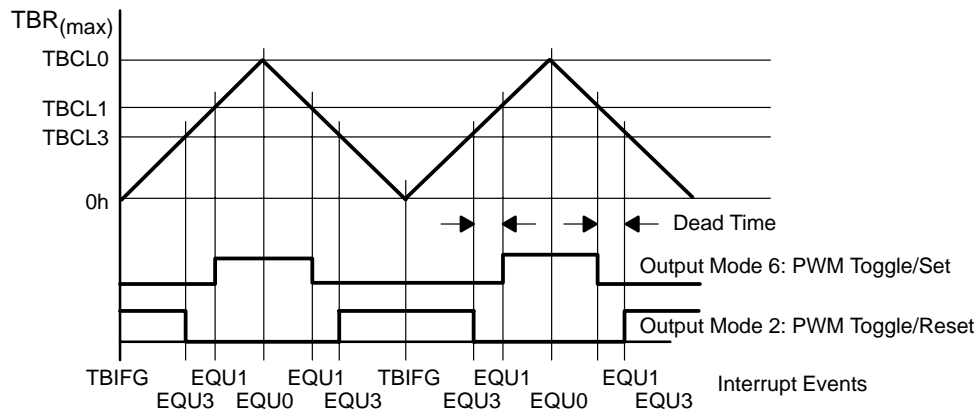 TBR(max)
TBCL0
TBCL1
TBCL3
0h
Dead Time
Output Mode 6: PWM Toggle/Set
Output Mode 2: PWM Toggle/Reset
TBIFG EQU1 EQU1 TBIFG EQU1 EQU1 Interrupt Events
EQU3 EQU0 EQU3 EQU3 EQU0 EQU3